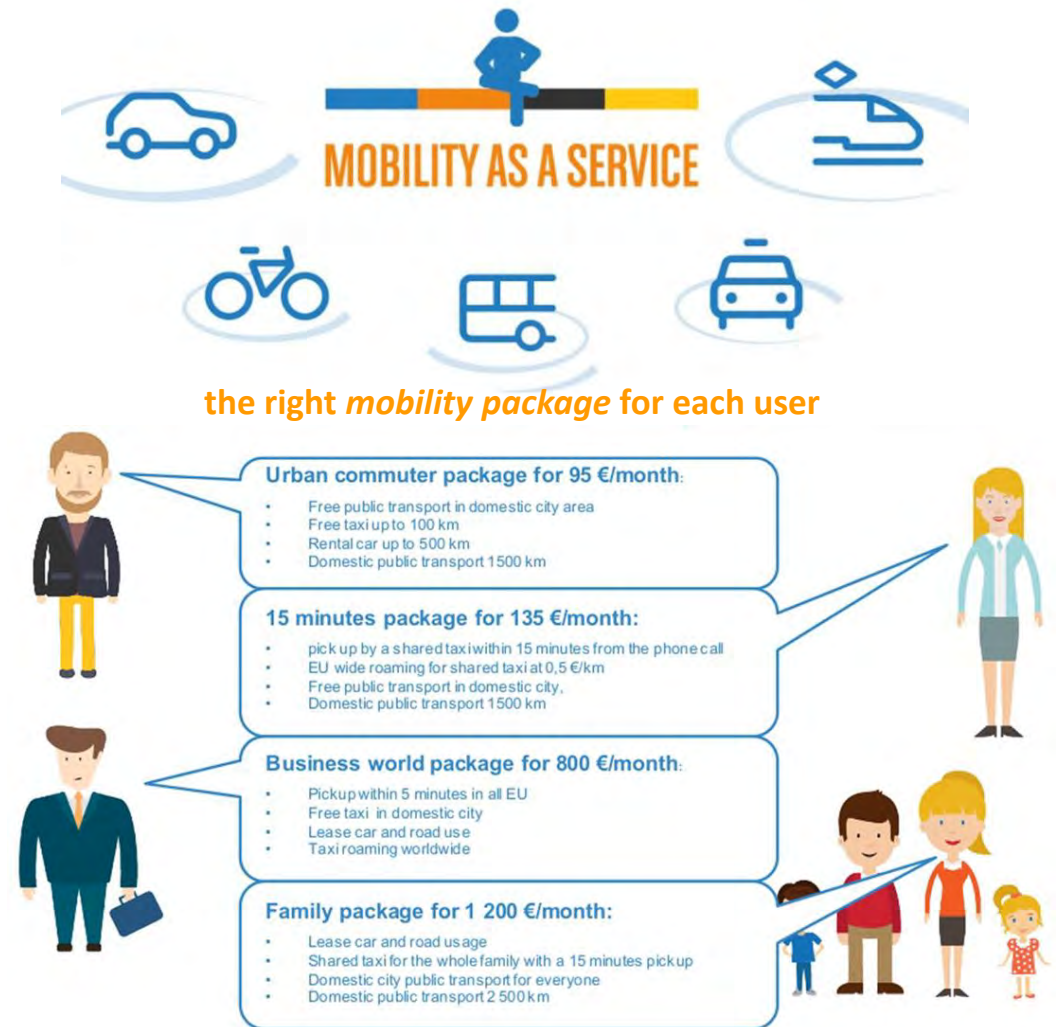 MOBILITY AS A SERVICE
the right mobility package for each user
Urban commuter package for 95 €/month:
• Free public transport in domestic city area
• Free taxi up to 100 km
• Rental car up to 500 km
• Domestic public transport 1500 km
15 minutes package for 135 €/month:
• pick up by a shared taxi within 15 minutes from the phone call
• EU wide roaming for shared taxi at 0,5 €/km
• Free public transport in domestic city,
• Domestic public transport 1500 km
Business world package for 800 €/month:
• Pickup within 5 minutes in all EU
• Free taxi in domestic city
• Lease car and road use
• Taxi roaming worldwide
Family package for 1 200 €/month:
• Lease car and road usage
• Shared taxi for the whole family with a 15 minutes pickup
• Domestic city public transport for everyone
• Domestic public transport 2 500 km